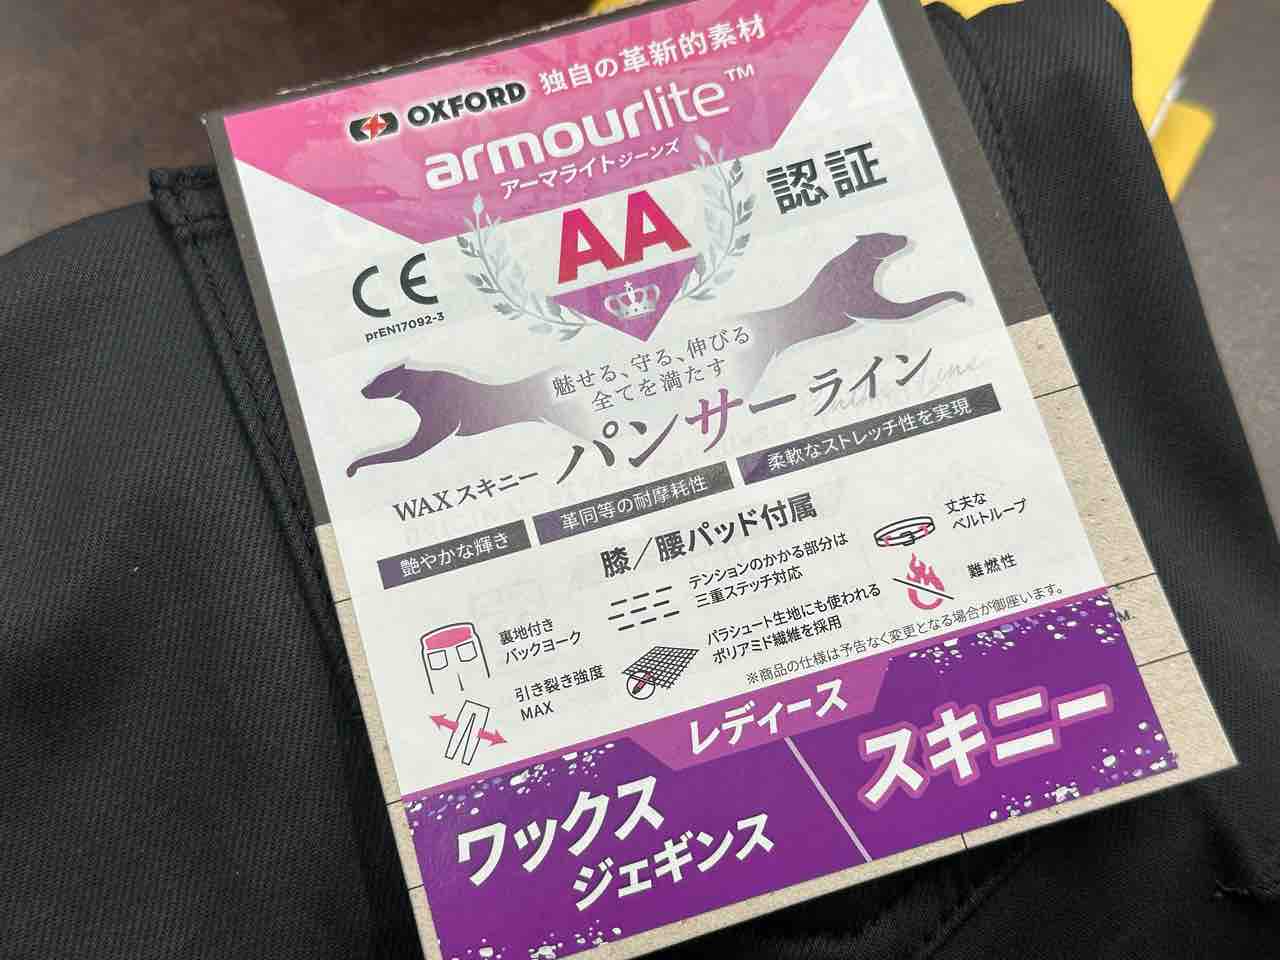 OXFORD 独自の革新的素材
armourlite™
アーマライトジーンズ
AA 認証
CE
prEN17092-3
魅せる、守る、伸びる
全てを満たす
WAXスキニー パンサーライン
艶やかな輝き 革同等の耐摩耗性 柔軟なストレッチ性を実現
膝／腰パッド付属
裏地付き
バックヨーク
テンションのかかる部分は
三重ステッチ対応
丈夫な
ベルトループ
引き裂き強度
MAX
パラシュート生地にも使われる
ポリアミド繊維を採用
難燃性
※商品の仕様は予告なく変更となる場合が御座います。
レディース
ワックス
ジェギンス
スキニー